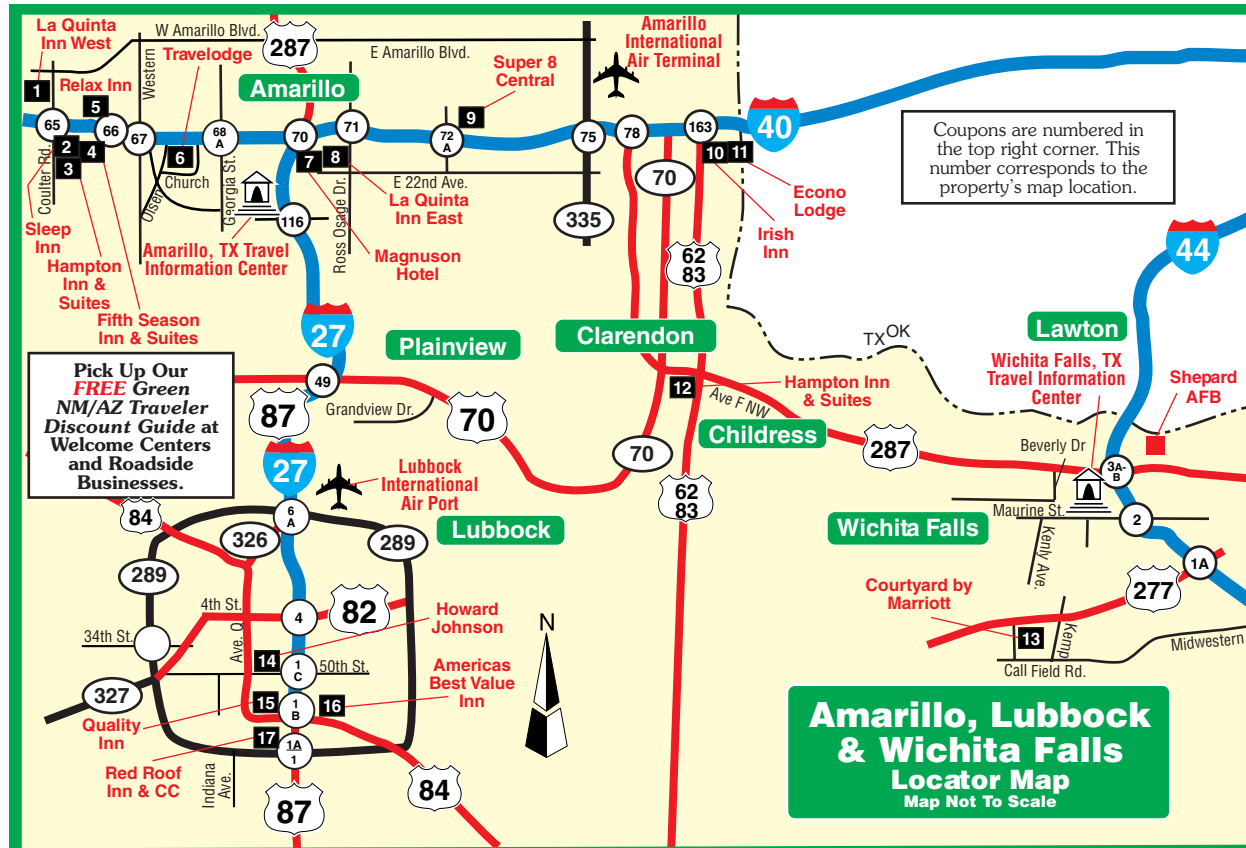 La Quinta
Inn West
W Amarillo Blvd.
287
E Amarillo Blvd.
Amarillo
International
Air Terminal
Travelodge
Western
Relax Inn
Amarillo
Super 8
Central
1
5
9
65
66
67
68
A
70
71
72
A
75
78
163
40
2
3
4
6
7
8
10
11
Coulter Rd.
Olsen
Church
Georgia St.
Ross Osage Dr.
E 22nd Ave.
La Quinta
Inn East
70
335
Econo
Lodge
Irish
Inn
Coupons are numbered in
the top right corner. This
number corresponds to the
property's map location.
Sleep
Inn
Hampton
Inn &
Suites
Fifth Season
Inn & Suites
Amarillo, TX Travel
Information Center
116
Magnuson
Hotel
62
83
44
27
Plainview
Clarendon
TX
OK
Lawton
Wichita Falls, TX
Travel Information
Center
Shepard
AFB
Pick Up Our
FREE Green
NM/AZ Traveler
Discount Guide at
Welcome Centers
and Roadside
Businesses.
49
87
Grandview Dr.
70
12
Hampton Inn
& Suites
Ave F NW
Childress
287
70
Beverly Dr
3A-
B
27
Lubbock
International
Air Port
62
83
84
6
A
326
289
Lubbock
Wichita Falls
Maurine St.
2
Kenly Ave.
1A
289
277
4th St.
4
82
Howard
Johnson
Courtyard by
Marriott
34th St.
Ave. Q
14
1
C
50th St.
N
13
Kemp
Midwestern
Call Field Rd.
327
Americas
Best Value
Inn
15
1
B
16
Quality
Inn
17
1A
1
Red Roof
Inn & CC
Indiana
Ave.
87
84
Amarillo, Lubbock
& Wichita Falls
Locator Map
Map Not To Scale